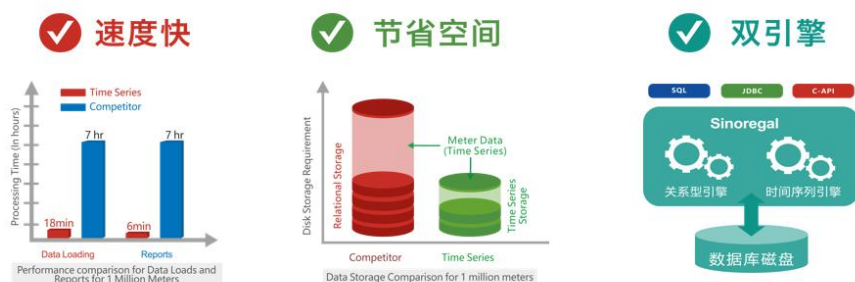 速度快
Time Series
Competitor
Processing Time (In hours)
7 hr
7 hr
18min
6min
Data Loading
Reports
Performance comparison for Data Loads and
Reports for 1 Million Meters
节省空间
Disk Storage Requirement
Relational Storage
Meter Data
(Time Series)
Time Series
Storage
Competitor
Time Series
Data Storage Comparison for 1 million meters
双引擎
SQL
JDBC
C-API
Sinoregal
关系型引擎
时间序列引擎
数据库磁盘